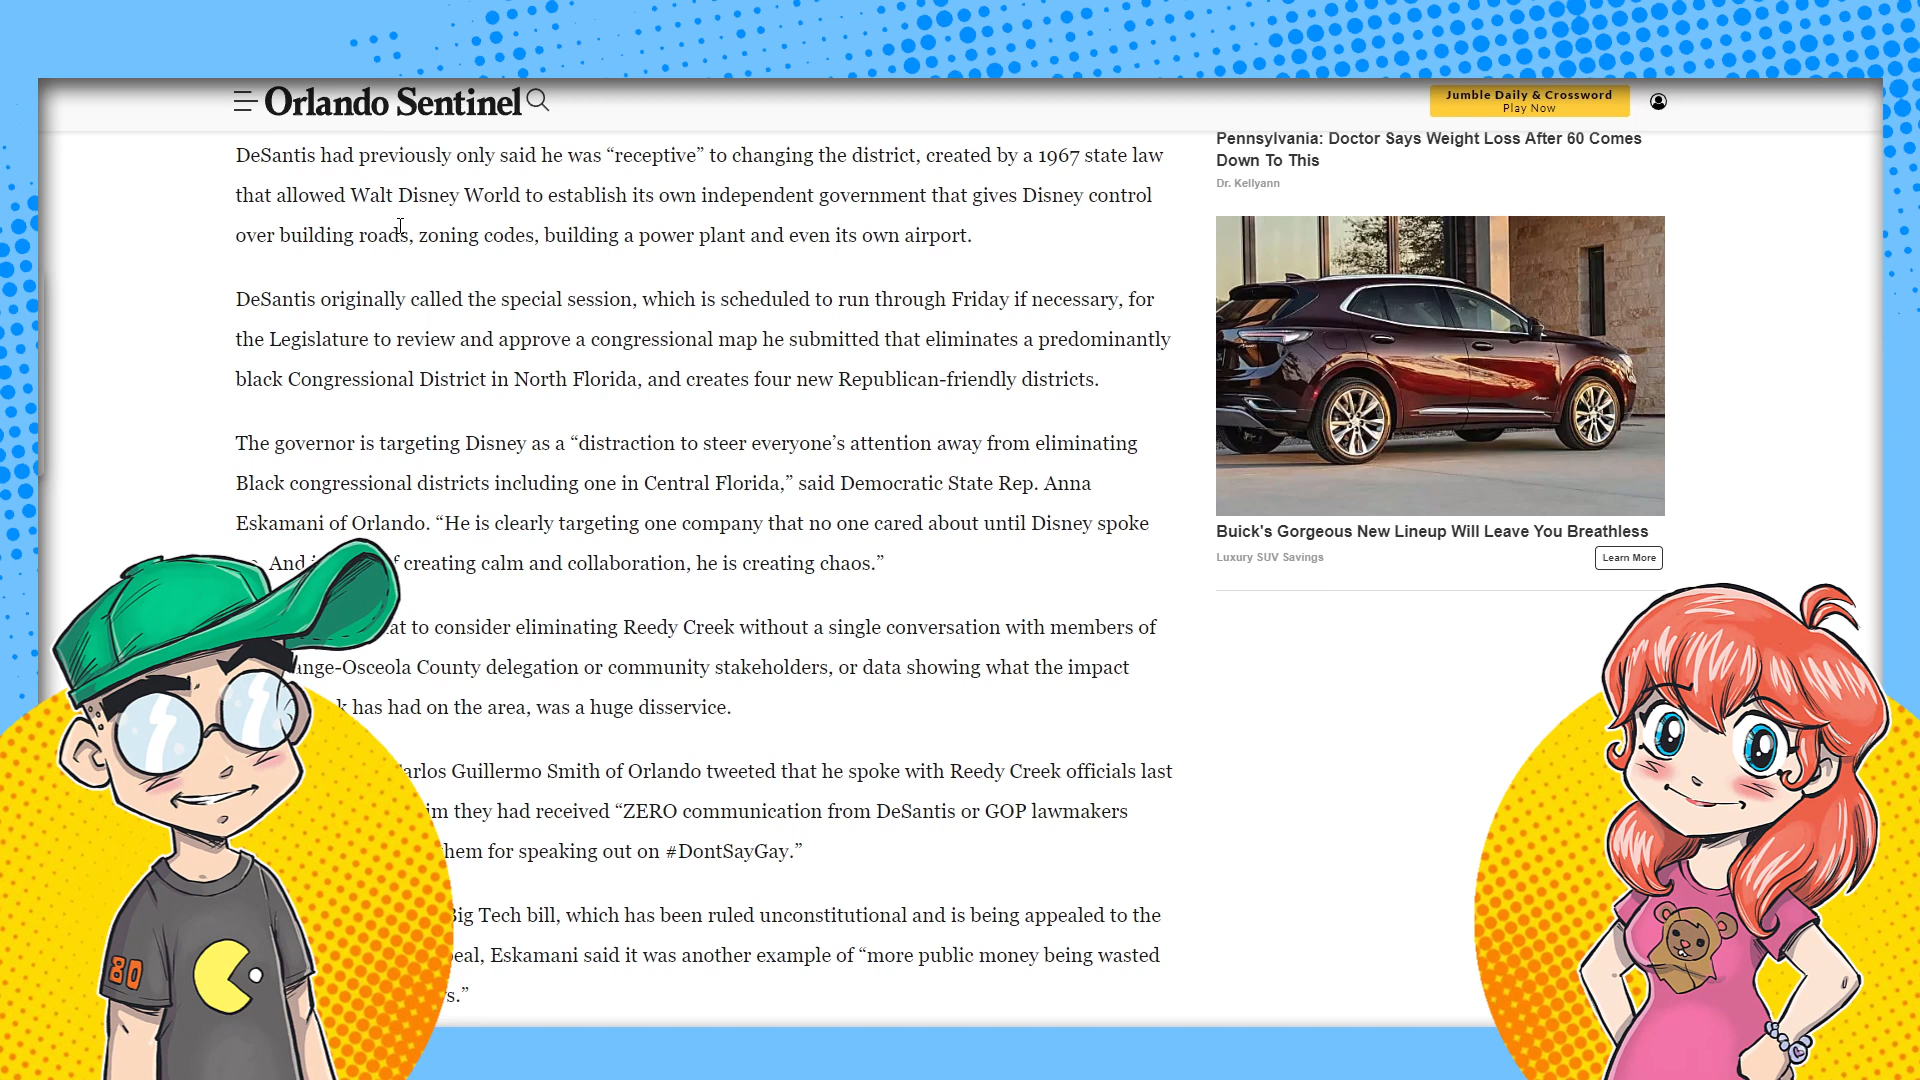 Orlando Sentinel
Jumble Daily & Crossword
Play Now
DeSantis had previously only said he was “receptive” to changing the district, created by a 1967 state law
that allowed Walt Disney World to establish its own independent government that gives Disney control
over building roads, zoning codes, building a power plant and even its own airport.
DeSantis originally called the special session, which is scheduled to run through Friday if necessary, for
the Legislature to review and approve a congressional map he submitted that eliminates a predominantly
black Congressional District in North Florida, and creates four new Republican-friendly districts.
The governor is targeting Disney as a “distraction to steer everyone’s attention away from eliminating
Black congressional districts including one in Central Florida,” said Democratic State Rep. Anna
Eskamani of Orlando. “He is clearly targeting one company that no one cared about until Disney spoke
And creating calm and collaboration, he is creating chaos.”
to consider eliminating Reedy Creek without a single conversation with members of
County delegation or community stakeholders, or data showing what the impact
has had on the area, was a huge disservice.
Guillermo Smith of Orlando tweeted that he spoke with Reedy Creek officials last
they had received “ZERO communication from DeSantis or GOP lawmakers
for speaking out on #DontSayGay.”
Big Tech bill, which has been ruled unconstitutional and is being appealed to the
Eskamani said it was another example of “more public money being wasted
Pennsylvania: Doctor Says Weight Loss After 60 Comes
Down To This
Dr. Kellyann
Buick's Gorgeous New Lineup Will Leave You Breathless
Luxury SUV Savings
Learn More
80